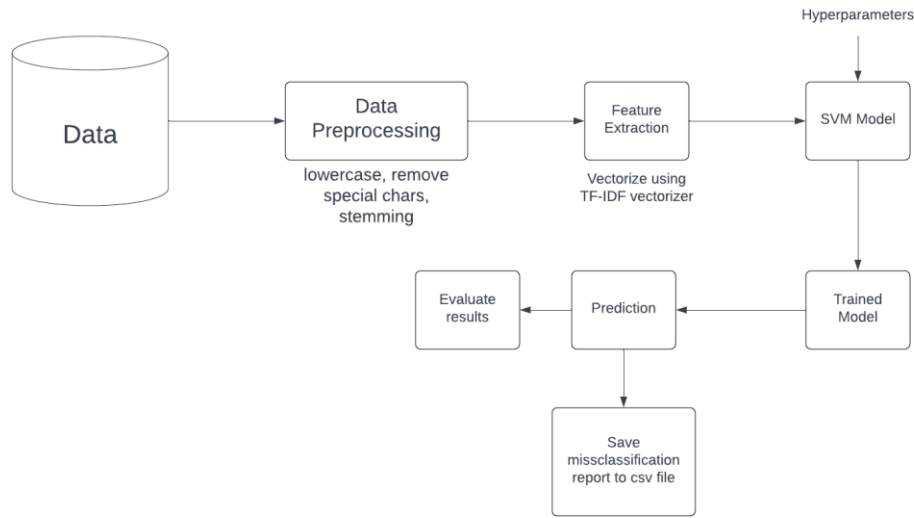 Hyperparameters
Data
Data
Preprocessing
lowercase, remove
special chars,
stemming
Feature
Extraction
Vectorize using
TF-IDF vectorizer
SVM Model
Evaluate
results
Prediction
Trained
Model
Save
missclassification
report to csv file